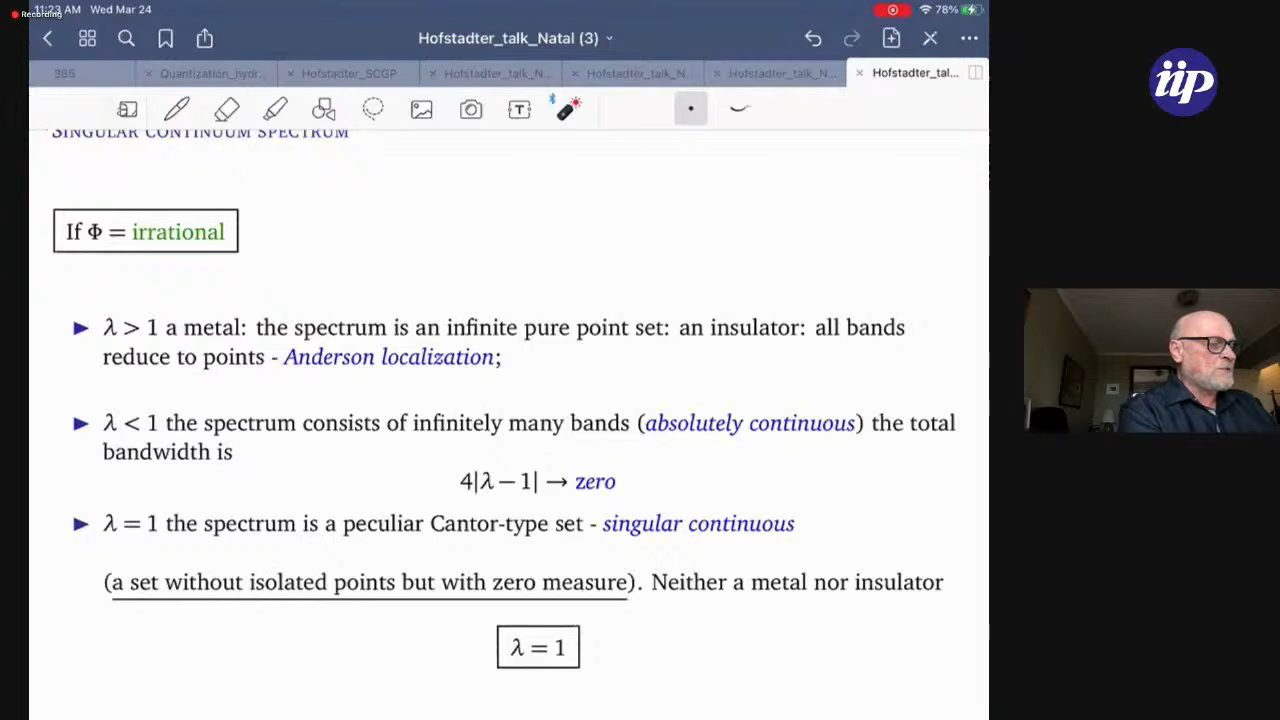 11:23 AM Wed Mar 24
Recording
78%
Hofstadter_talk_Natal (3)
385
Quantization_hydr...
Hofstadter_SCGP
Hofstadter_talk_N...
Hofstadter_talk_N...
Hofstadter_talk_N...
Hofstadter_tal...
T
iip
SINGULAR CONTINUUM SPECTRUM
If Φ = irrational
▶ λ > 1 a metal: the spectrum is an infinite pure point set: an insulator: all bands
reduce to points - Anderson localization;
▶ λ < 1 the spectrum consists of infinitely many bands (absolutely continuous) the total
bandwidth is
4|λ − 1| → zero
▶ λ = 1 the spectrum is a peculiar Cantor-type set - singular continuous
(a set without isolated points but with zero measure). Neither a metal nor insulator
λ = 1